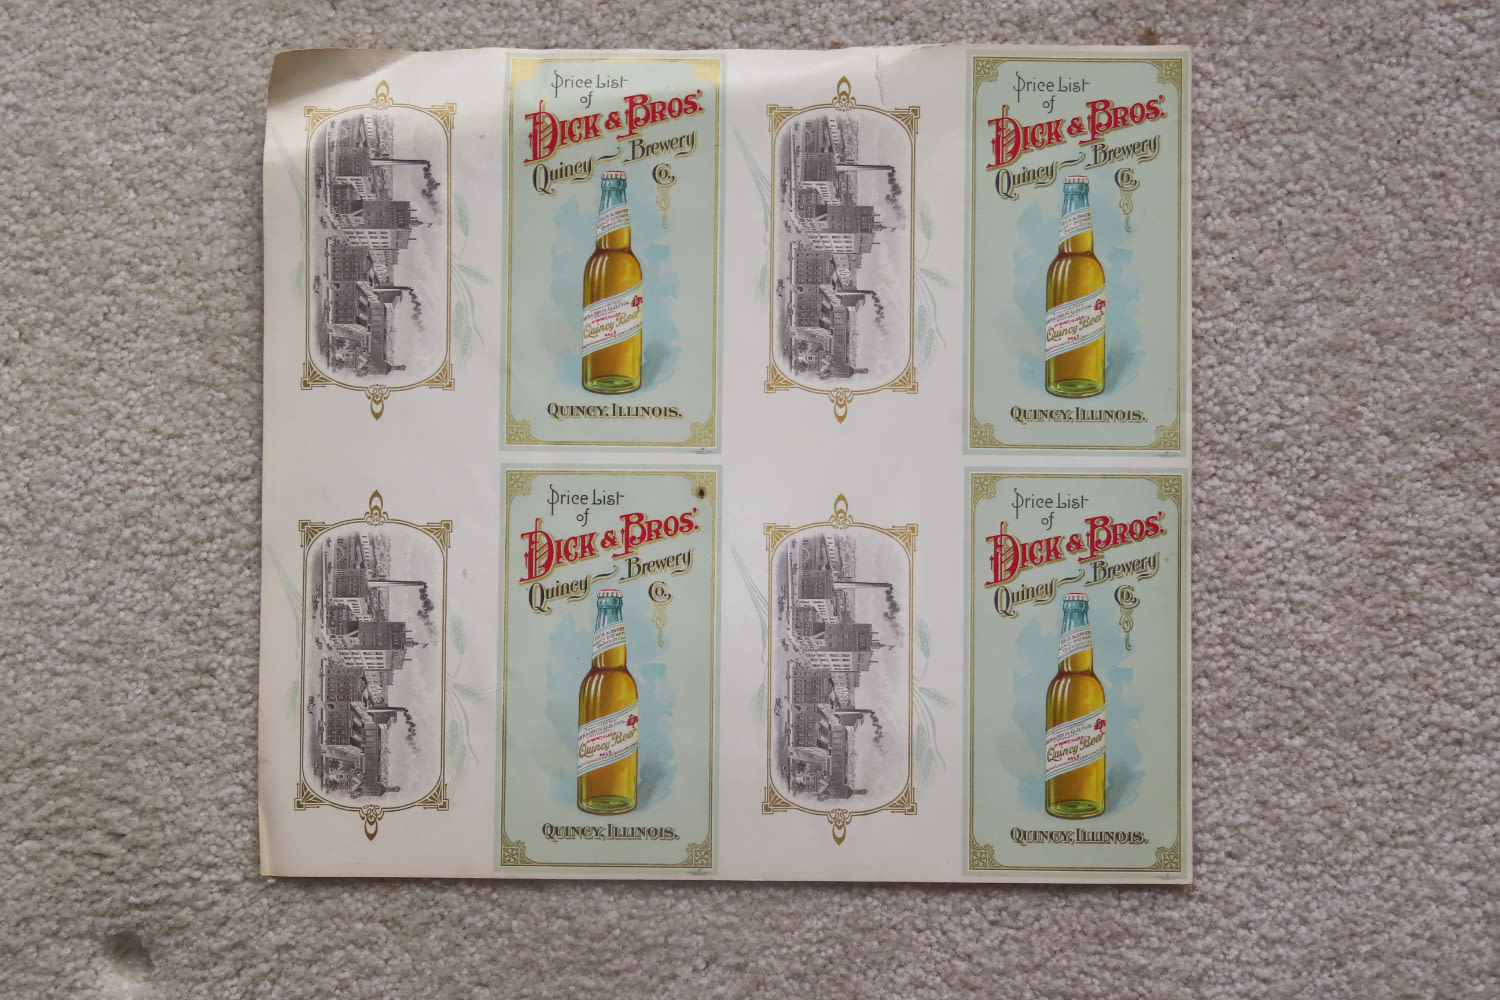 Price List
of
DICK & BROS'.
Quincy Brewery
Co.,
Quincy Beer
QUINCY, ILLINOIS.
Price List
of
DICK & BROS'.
Quincy Brewery
Co.,
Quincy Beer
QUINCY, ILLINOIS.
Price List
of
DICK & BROS'.
Quincy Brewery
Co.,
Quincy Beer
PALE
QUINCY, ILLINOIS.
Price List
of
DICK & BROS'.
Quincy Brewery
Co.,
Quincy Beer
PALE
QUINCY, ILLINOIS.